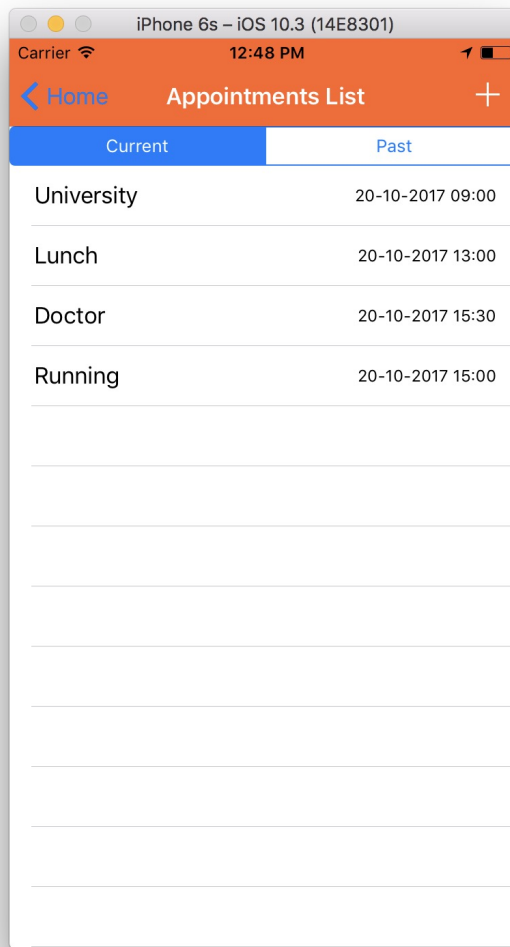 iPhone 6s – iOS 10.3 (14E8301)
Carrier 12:48 PM
Home Appointments List +
Current Past
University 20-10-2017 09:00
Lunch 20-10-2017 13:00
Doctor 20-10-2017 15:30
Running 20-10-2017 15:00